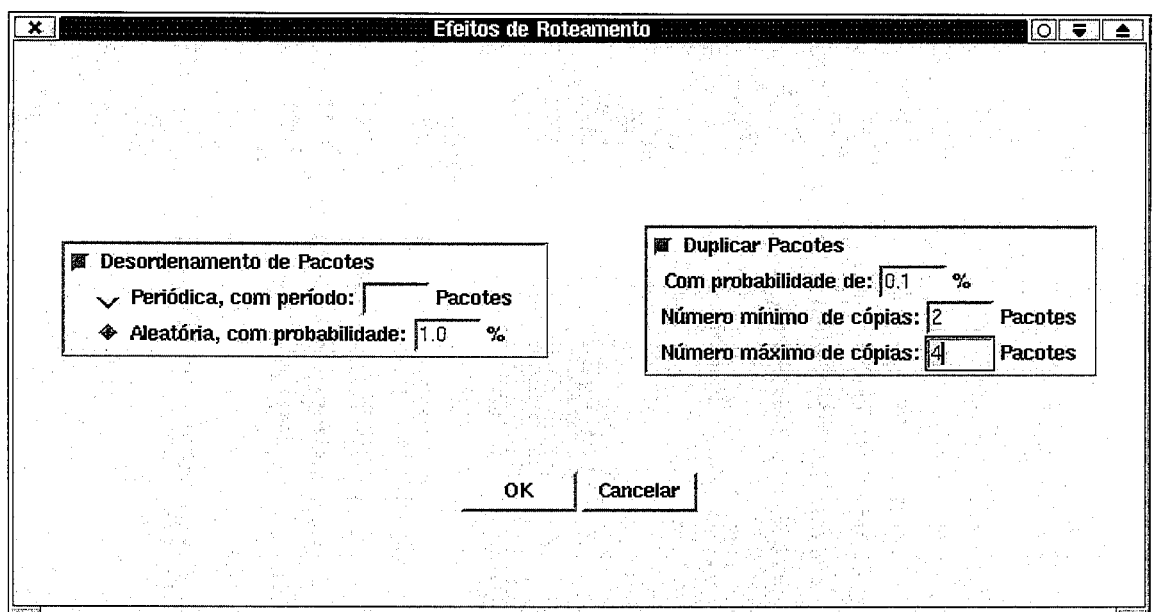 Efeitos de Roteamento
Desordenamento de Pacotes
Periódica, com período: Pacotes
Aleatória, com probabilidade: 1.0 %
Duplicar Pacotes
Com probabilidade de: 0.1 %
Número mínimo de cópias: 2 Pacotes
Número máximo de cópias: 4 Pacotes
OK Cancelar